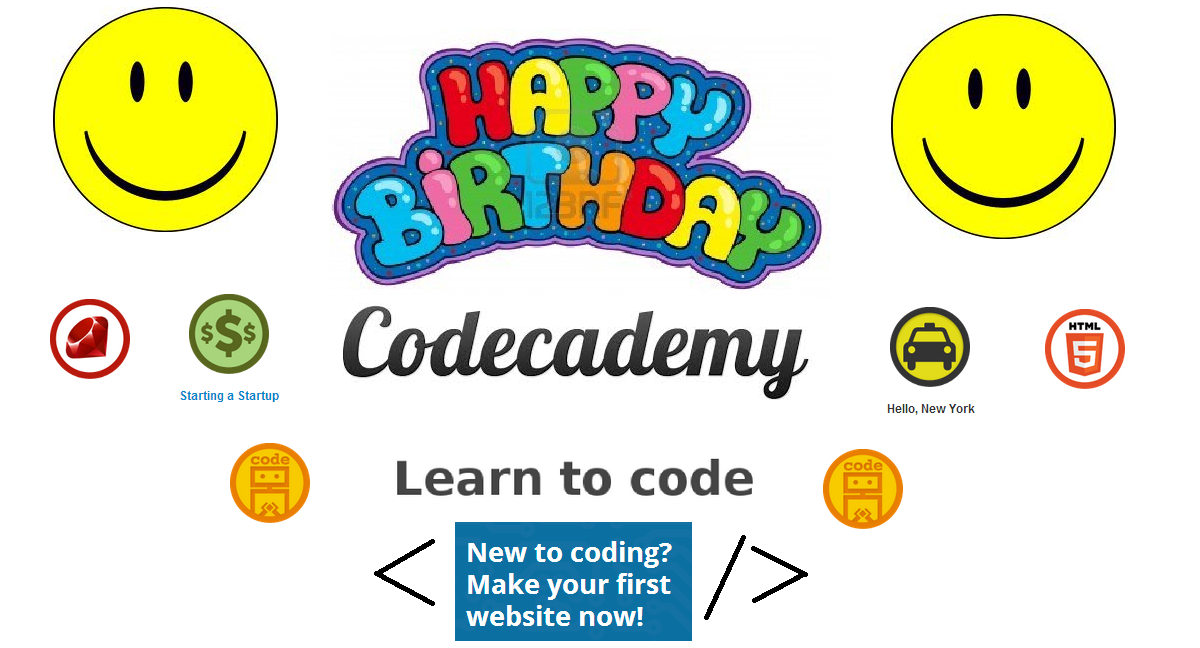 HAPPY
BIRTHDAY
Codecademy
$ $ $
HTML
5
Starting a Startup
Hello, New York
code
code
Learn to code
New to coding?
< />
Make your first
website now!